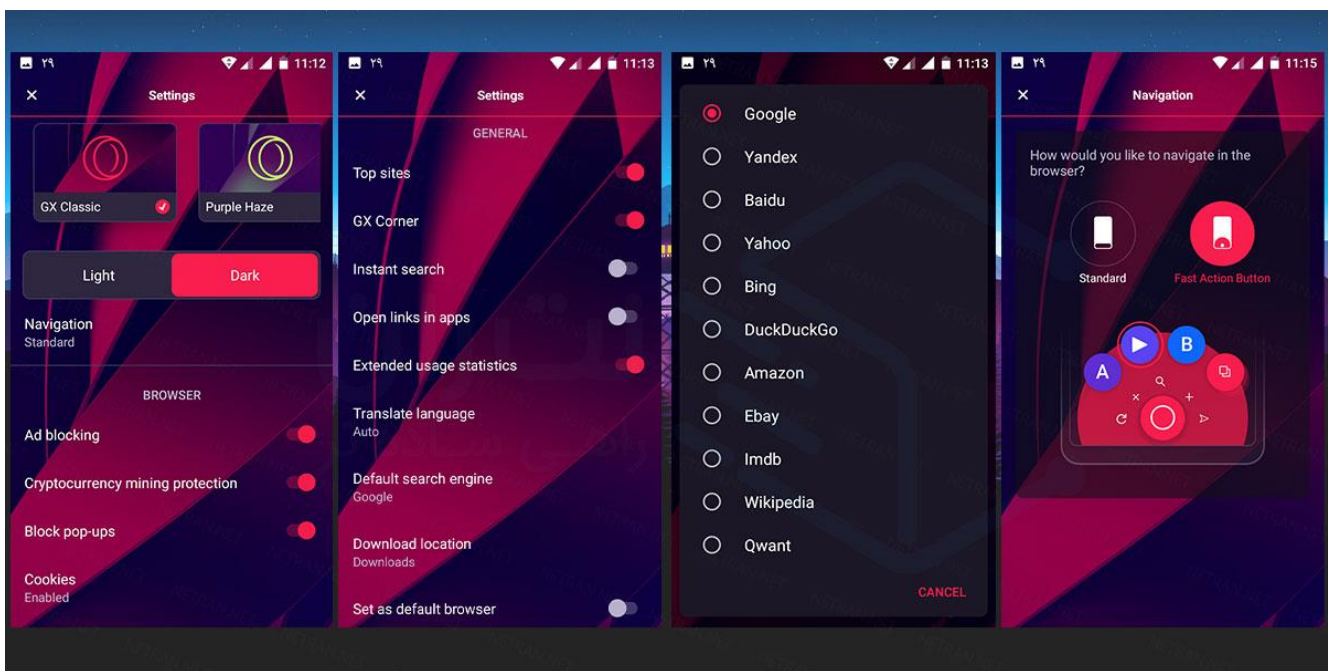 ۲۹ 11:12
Settings
GX Classic
Purple Haze
Light
Dark
Navigation
Standard
BROWSER
Ad blocking
Cryptocurrency mining protection
Block pop-ups
Cookies
Enabled
۲۹ 11:13
Settings
GENERAL
Top sites
GX Corner
Instant search
Open links in apps
Extended usage statistics
Translate language
Auto
Default search engine
Google
Download location
Downloads
Set as default browser
۲۹ 11:13
Google
Yandex
Baidu
Yahoo
Bing
DuckDuckGo
Amazon
Ebay
Imdb
Wikipedia
Qwant
CANCEL
۲۹ 11:15
Navigation
How would you like to navigate in the
browser?
Standard
Fast Action Button
A
B